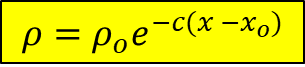 ρ = ρₒe^{−c(x −xₒ)}